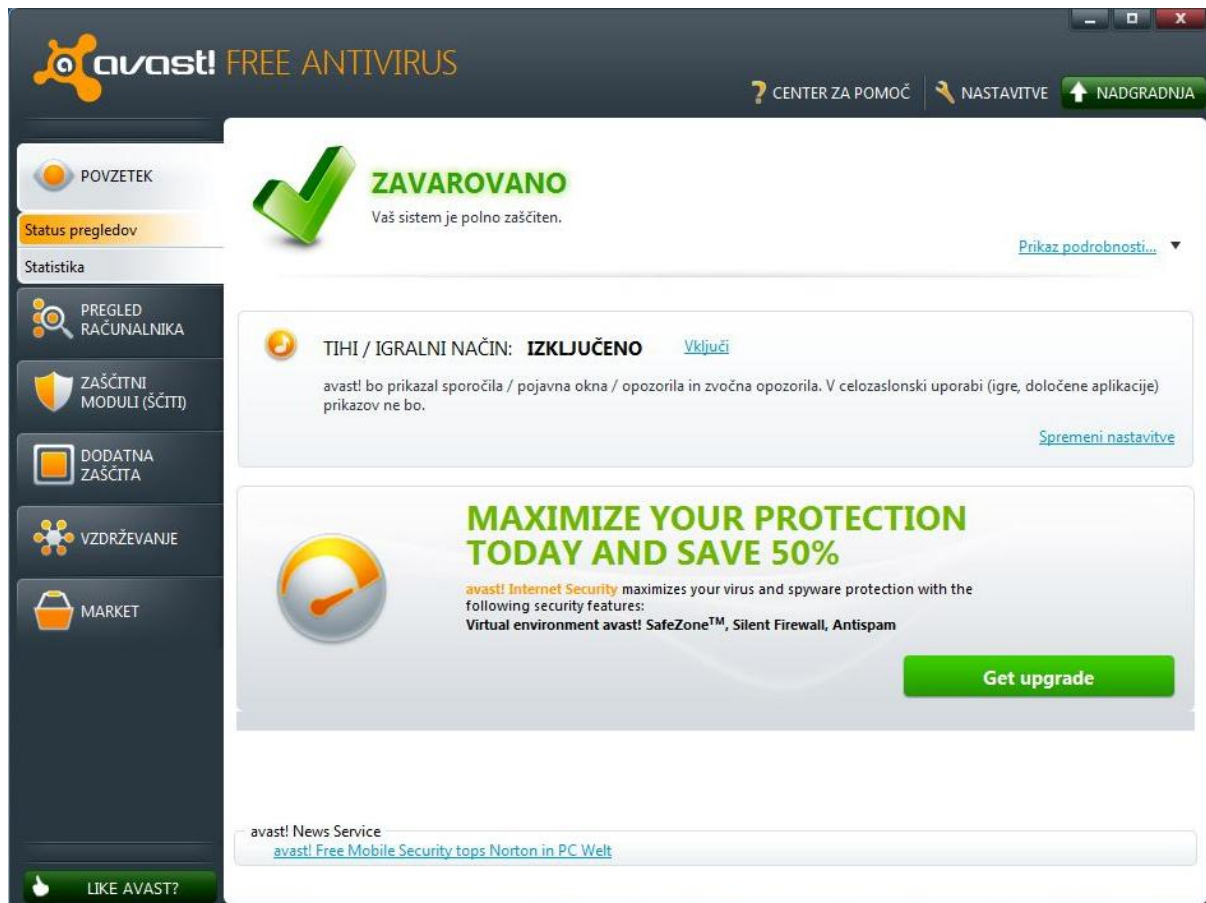 avast! FREE ANTIVIRUS
CENTER ZA POMOČ
NASTAVITVE
NADGRADNJA
POVZETEK
Status pregledov
Statistika
PREGLED
RAČUNALNIKA
ZAŠČITNI
MODULI (ŠČITI)
DODATNA
ZAŠČITA
VZDRŽEVANJE
MARKET
LIKE AVAST?
ZAVAROVANO
Vaš sistem je polno zaščiten.
Prikaz podrobnosti...
TIHI / IGRALNI NAČIN: IZKLJUČENO Vključi
avast! bo prikazal sporočila / pojavna okna / opozorila in zvočna opozorila. V celozaslonski uporabi (igre, določene aplikacije)
prikazov ne bo.
Spremeni nastavitve
MAXIMIZE YOUR PROTECTION
TODAY AND SAVE 50%
avast! Internet Security maximizes your virus and spyware protection with the
following security features:
Virtual environment avast! SafeZone™, Silent Firewall, Antispam
Get upgrade
avast! News Service
avast! Free Mobile Security tops Norton in PC Welt